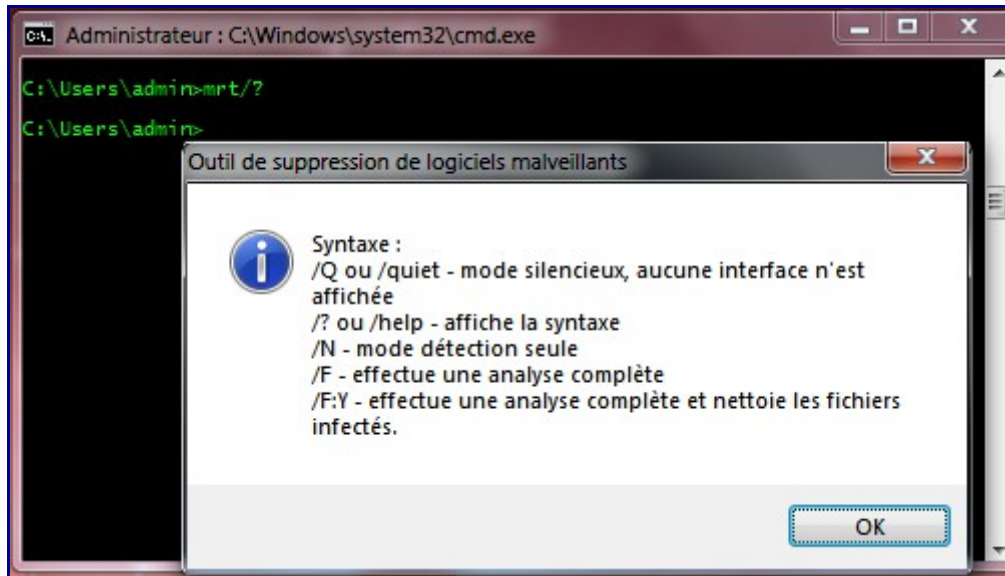 Administrateur : C:\Windows\system32\cmd.exe
C:\Users\admin>mrt/?
C:\Users\admin>
Outil de suppression de logiciels malveillants
Syntaxe :
/Q ou /quiet - mode silencieux, aucune interface n'est
affichée
/? ou /help - affiche la syntaxe
/N - mode détection seule
/F - effectue une analyse complète
/F:Y - effectue une analyse complète et nettoie les fichiers
infectés.
OK